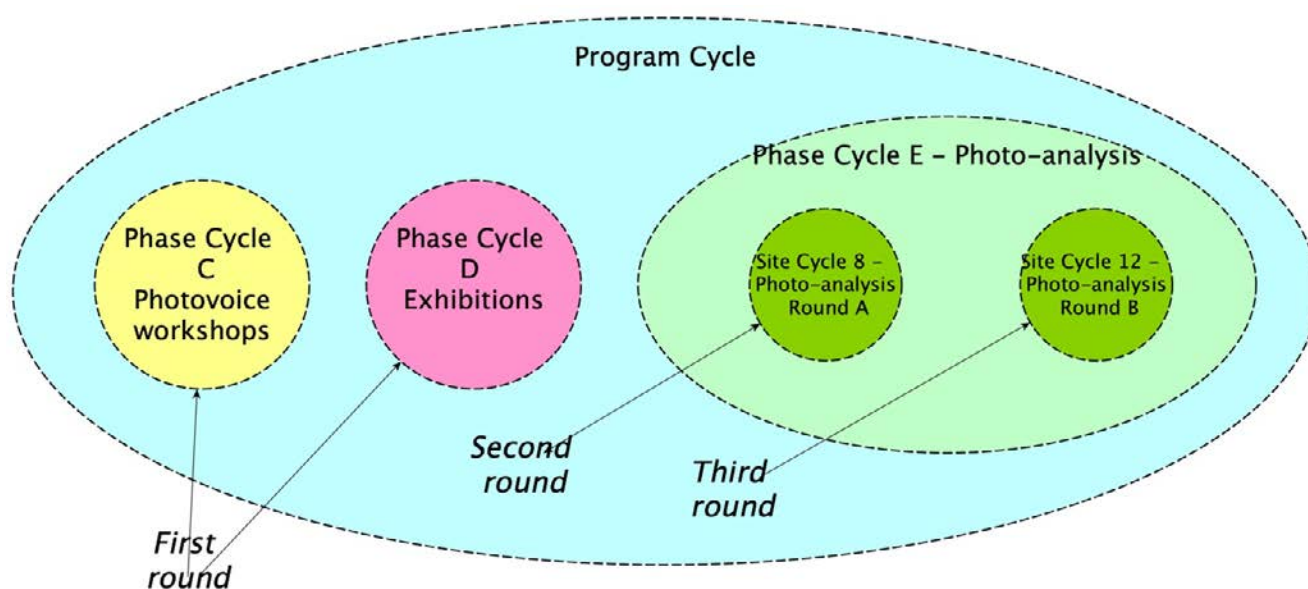 Program Cycle
Phase Cycle E – Photo-analysis
Phase Cycle
C
Photovoice
workshops
Phase Cycle
D
Exhibitions
Site Cycle 8 –
Photo-analysis
Round A
Site Cycle 12 –
Photo-analysis
Round B
Second
round
Third
round
First
round